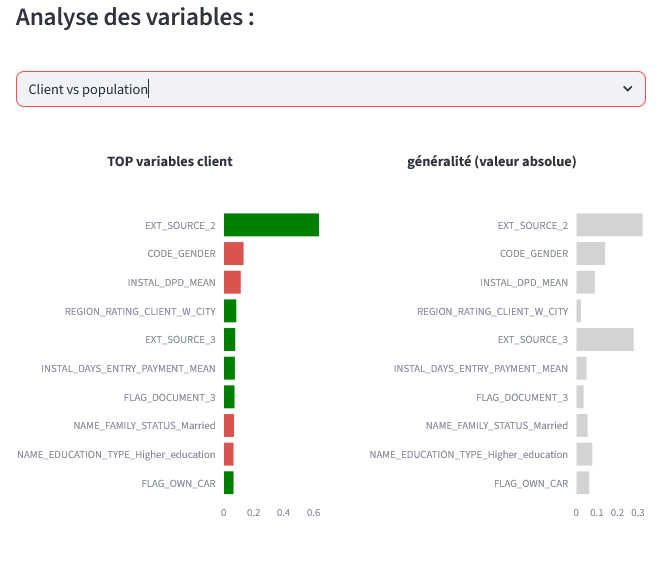 Analyse des variables :
Client vs population
TOP variables client
EXT_SOURCE_2
CODE_GENDER
INSTAL_DPD_MEAN
REGION_RATING_CLIENT_W_CITY
EXT_SOURCE_3
INSTAL_DAYS_ENTRY_PAYMENT_MEAN
FLAG_DOCUMENT_3
NAME_FAMILY_STATUS_Married
NAME_EDUCATION_TYPE_Higher_education
FLAG_OWN_CAR
0 0.2 0.4 0.6
généralité (valeur absolue)
EXT_SOURCE_2
CODE_GENDER
INSTAL_DPD_MEAN
REGION_RATING_CLIENT_W_CITY
EXT_SOURCE_3
INSTAL_DAYS_ENTRY_PAYMENT_MEAN
FLAG_DOCUMENT_3
NAME_FAMILY_STATUS_Married
NAME_EDUCATION_TYPE_Higher_education
FLAG_OWN_CAR
0 0.1 0.2 0.3